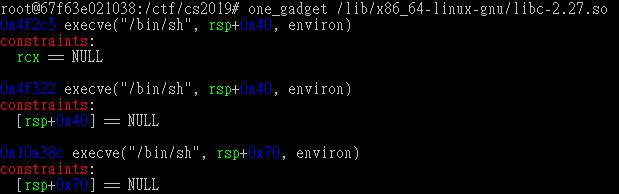 root@67f63e021038:/ctf/cs2019# one_gadget /lib/x86_64-linux-gnu/libc-2.27.so
0x4f2c5 execve("/bin/sh", rsp+0x40, environ)
constraints:
  rcx == NULL

0x4f322 execve("/bin/sh", rsp+0x40, environ)
constraints:
  [rsp+0x40] == NULL

0x10a38c execve("/bin/sh", rsp+0x70, environ)
constraints:
  [rsp+0x70] == NULL